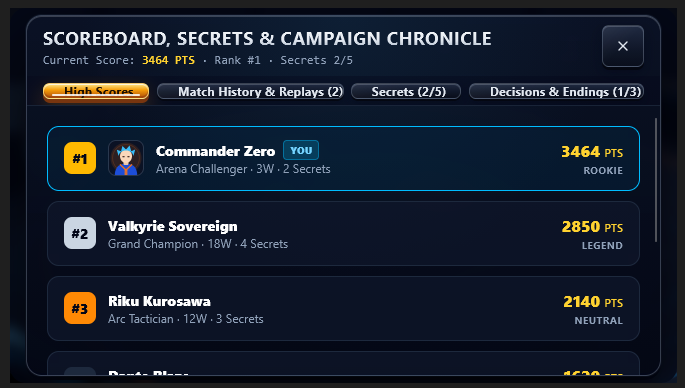 SCOREBOARD, SECRETS & CAMPAIGN CHRONICLE
Current Score: 3464 PTS · Rank #1 · Secrets 2/5
High Scores
Match History & Replays (2)
Secrets (2/5)
Decisions & Endings (1/3)
#1
Commander Zero YOU
Arena Challenger · 3W · 2 Secrets
3464 PTS
ROOKIE
#2
Valkyrie Sovereign
Grand Champion · 18W · 4 Secrets
2850 PTS
LEGEND
#3
Riku Kurosawa
Arc Tactician · 12W · 3 Secrets
2140 PTS
NEUTRAL